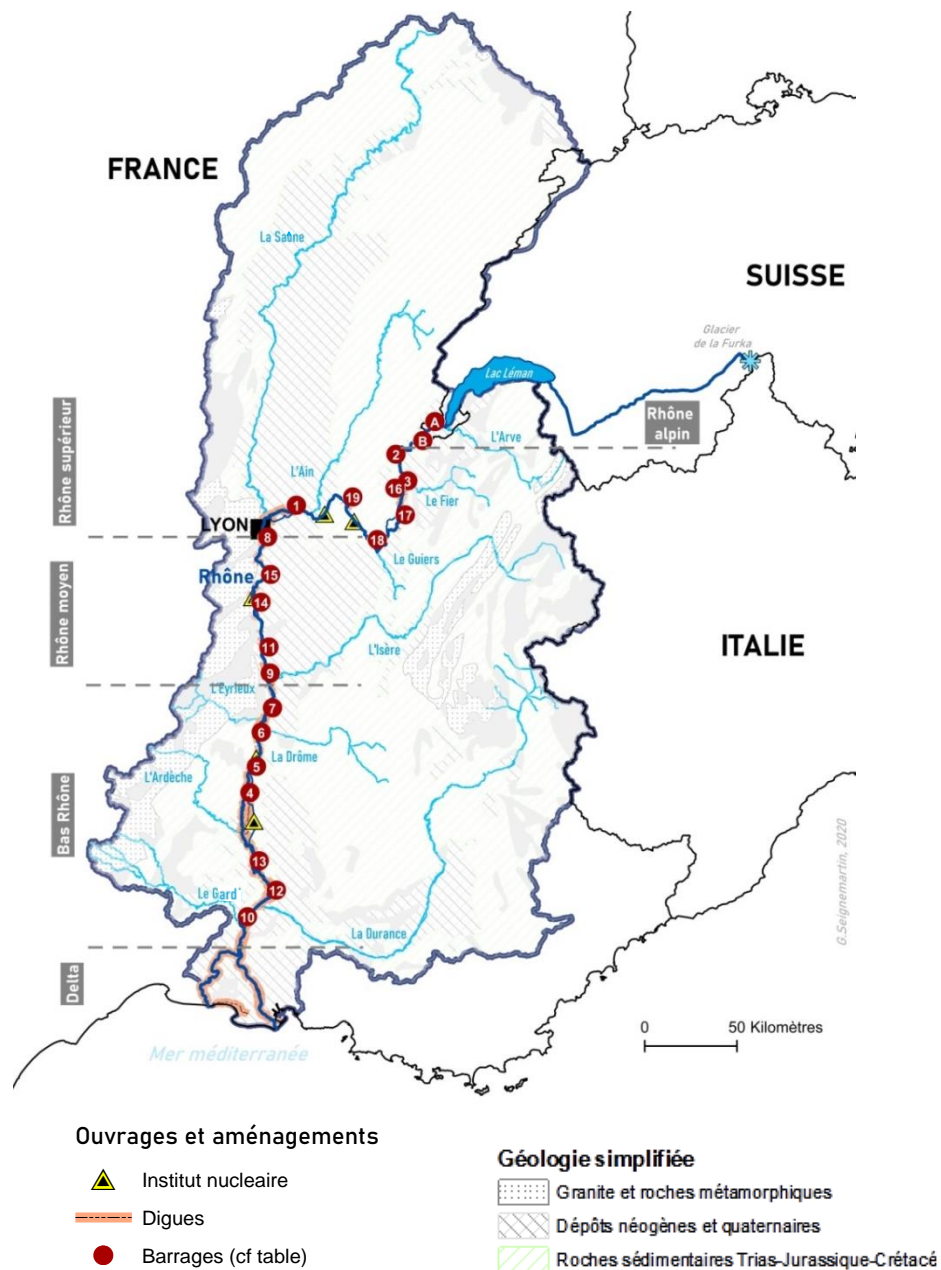 FRANCE
La Saône
SUISSE
Glacier
de la Furka
Lac Léman
Rhône supérieur
Rhône
alpin
A
B
L'Arve
2
L'Ain
3
16
19
Le Fier
1
17
LYON
8
18
Le Guiers
Rhône moyen
15
Rhône
14
11
L'Isère
ITALIE
9
L'Eyrieux
7
6
La Drôme
5
L'Ardèche
Bas Rhône
4
13
12
Le Gard
10
La Durance
G.Seignemartin, 2020
Delta
0 50 Kilomètres
Mer méditerranée
Ouvrages et aménagements
Institut nucleaire
Digues
Barrages (cf table)
Géologie simplifiée
Granite et roches métamorphiques
Dépôts néogènes et quaternaires
Roches sédimentaires Trias-Jurassique-Crétacé